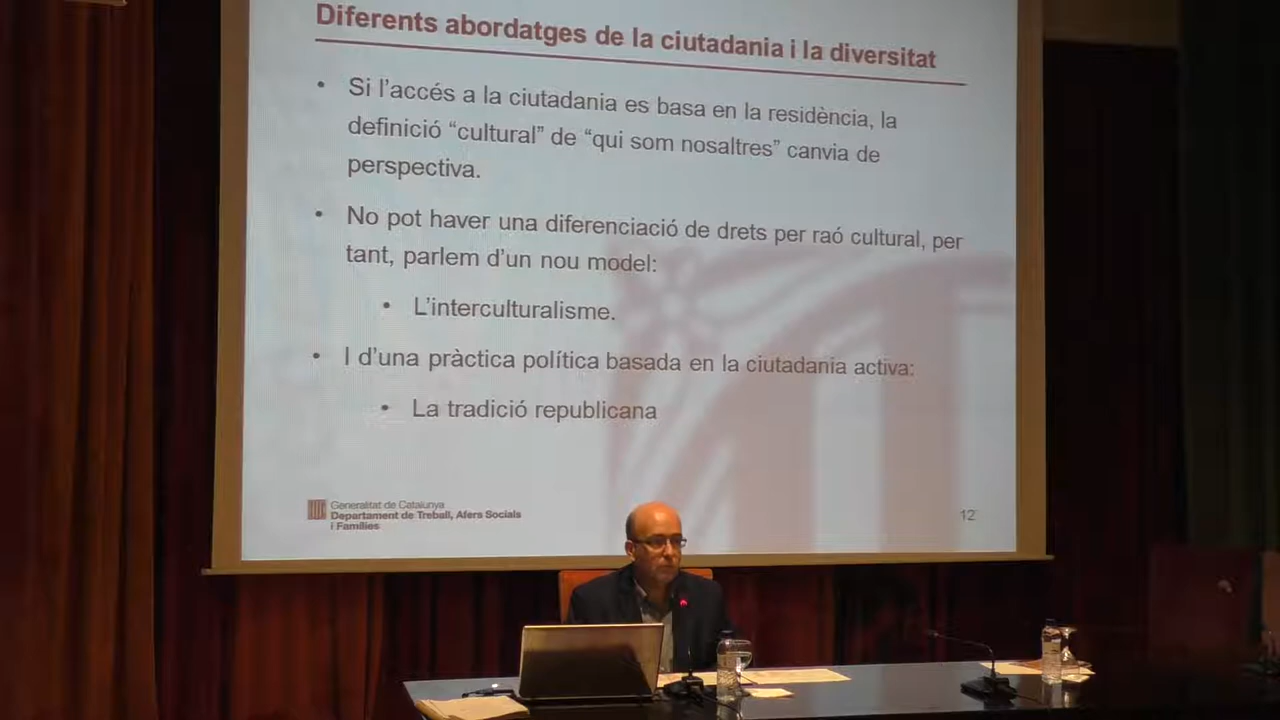 Diferents abordatges de la ciutadania i la diversitat
• Si l'accés a la ciutadania es basa en la residència, la
definició “cultural” de “qui som nosaltres” canvia de
perspectiva.
• No pot haver una diferenciació de drets per raó cultural, per
tant, parlem d'un nou model:
• L'interculturalisme.
• I d'una pràctica política basada en la ciutadania activa:
• La tradició republicana
Generalitat de Catalunya
Departament de Treball, Afers Socials
i Famílies
12